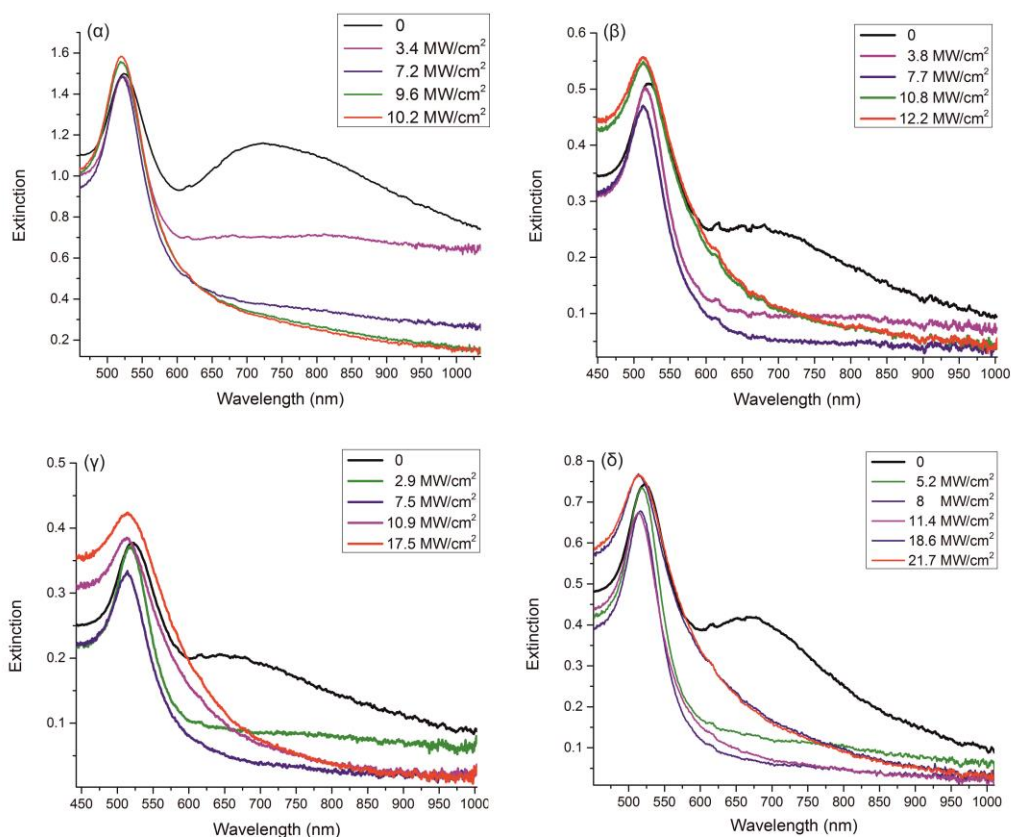 (α)
0
3.4 MW/cm²
7.2 MW/cm²
9.6 MW/cm²
10.2 MW/cm²
1.6
1.4
1.2
1.0
0.8
0.6
0.4
0.2
Extinction
500 550 600 650 700 750 800 850 900 950 1000
Wavelength (nm)
(β)
0
3.8 MW/cm²
7.7 MW/cm²
10.8 MW/cm²
12.2 MW/cm²
0.6
0.5
0.4
0.3
0.2
0.1
Extinction
450 500 550 600 650 700 750 800 850 900 950 1000
Wavelength (nm)
(γ)
0
2.9 MW/cm²
7.5 MW/cm²
10.9 MW/cm²
17.5 MW/cm²
0.5
0.4
0.3
0.2
0.1
Extinction
450 500 550 600 650 700 750 800 850 900 950 1000
Wavelength (nm)
(δ)
0
5.2 MW/cm²
8 MW/cm²
11.4 MW/cm²
18.6 MW/cm²
21.7 MW/cm²
0.8
0.7
0.6
0.5
0.4
0.3
0.2
0.1
Extinction
500 550 600 650 700 750 800 850 900 950 1000
Wavelength (nm)